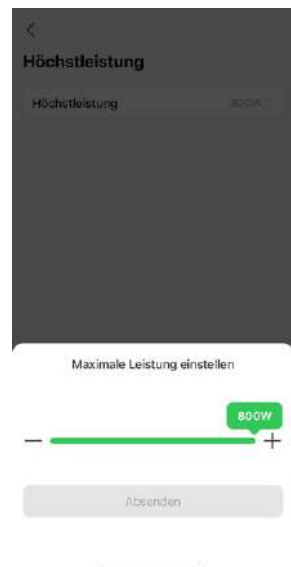 Höchstleistung
Höchstleistung 800W
Maximale Leistung einstellen
800W
Absenden